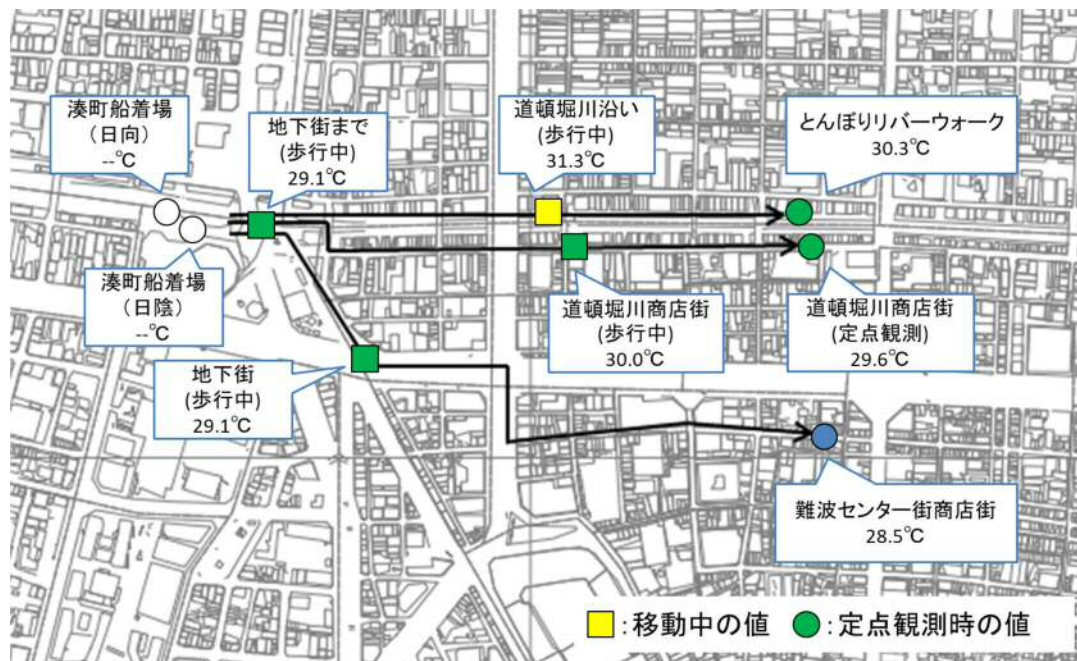 湊町船着場
（日向）
--℃
地下街まで
(歩行中)
29.1℃
道頓堀川沿い
(歩行中)
31.3℃
とんぼりリバーウォーク
30.3℃
湊町船着場
（日陰）
--℃
道頓堀川商店街
(歩行中)
30.0℃
道頓堀川商店街
(定点観測)
29.6℃
地下街
(歩行中)
29.1℃
難波センター街商店街
28.5℃
：移動中の値
：定点観測時の値